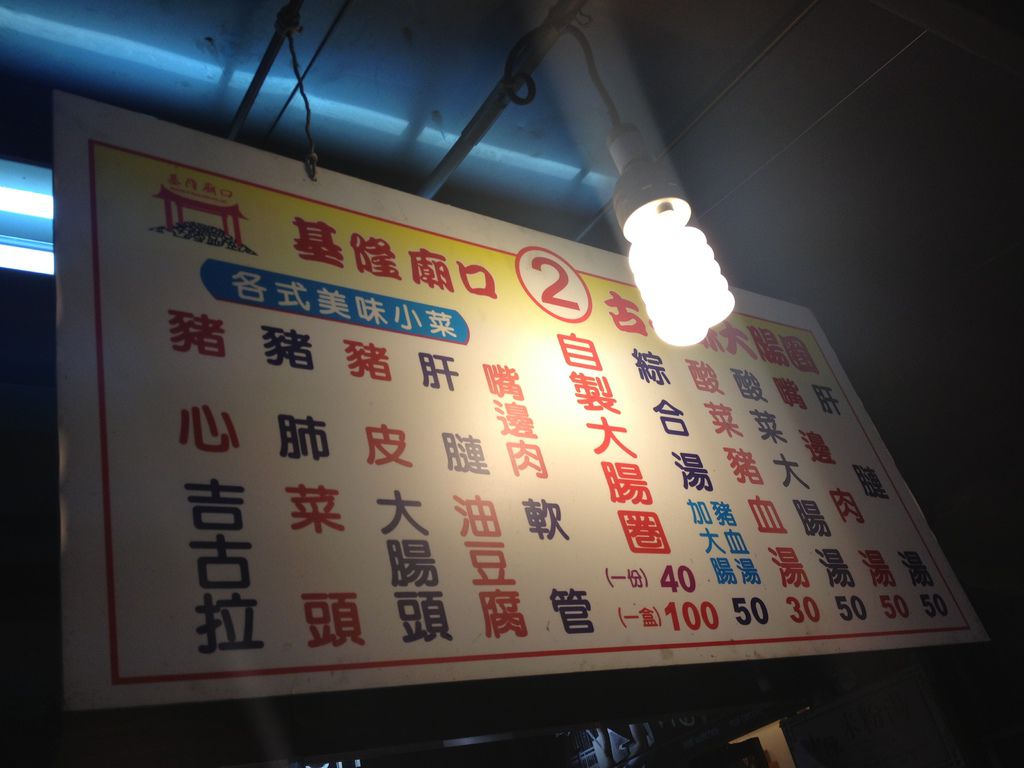 基隆廟口
基隆廟口 2 古 大腸圈
各式美味小菜
豬心
豬肺
豬皮
肝腱
嘴邊肉
吉古拉
菜頭
大腸頭
油豆腐
軟管
自製大腸圈
(一份) 40
(一盒) 100
綜合湯
豬血湯
加大腸
50
酸菜豬血湯 30
酸菜大腸湯 50
嘴邊肉湯 50
肝腱湯 50